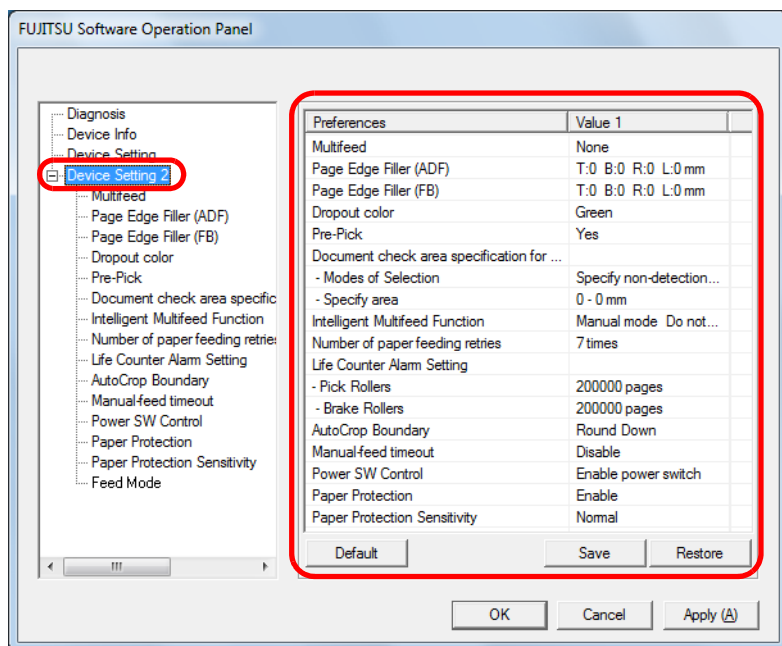 FUJITSU Software Operation Panel
Diagnosis
Device Info
Device Setting
Device Setting 2
Multifeed
Page Edge Filler (ADF)
Page Edge Filler (FB)
Dropout color
Pre-Pick
Document check area specific
Intelligent Multifeed Function
Number of paper feeding retries
Life Counter Alarm Setting
AutoCrop Boundary
Manual-feed timeout
Power SW Control
Paper Protection
Paper Protection Sensitivity
Feed Mode
Preferences Value 1
Multifeed None
Page Edge Filler (ADF) T:0 B:0 R:0 L:0 mm
Page Edge Filler (FB) T:0 B:0 R:0 L:0 mm
Dropout color Green
Pre-Pick Yes
Document check area specification for ...
- Modes of Selection Specify non-detection...
- Specify area 0 - 0 mm
Intelligent Multifeed Function Manual mode Do not...
Number of paper feeding retries 7 times
Life Counter Alarm Setting
- Pick Rollers 200000 pages
- Brake Rollers 200000 pages
AutoCrop Boundary Round Down
Manual-feed timeout Disable
Power SW Control Enable power switch
Paper Protection Enable
Paper Protection Sensitivity Normal
Default Save Restore
OK Cancel Apply (A)